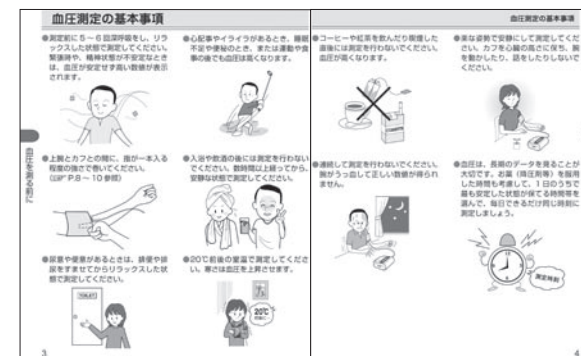 血圧測定の基本事項
●測定前に5～6回深呼吸をし、リラ
ックスした状態で測定してください。
緊張時や、精神状態が不安定なとき
は、血圧が安定せず高い数値が表示
されます。
●心配事やイライラがあるとき、睡眠
不足や便秘のとき、または運動や食
事の後でも血圧は高くなります。
●上腕とカフとの間に、指が一本入る
程度の強さで巻いてください。
(☞P.8～10参照)
●入浴や飲酒の後には測定を行わない
でください。数時間以上経ってから、
安静な状態で測定してください。
●尿意や便意があるときは、排便や排
尿をすませてからリラックスした状
態で測定してください。
TOILET
●20℃前後の室温で測定してくださ
い。寒さは血圧を上昇させます。
20℃
血圧を測る前に
3
血圧測定の基本事項
●コーヒーや紅茶を飲んだり喫煙した
直後には測定を行わないでください。
血圧が高くなります。
●楽な姿勢で安静にして測定してくだ
さい。カフを心臓の高さに保ち、腕
を動かしたり、話をしたりしないで
ください。
●連続して測定を行わないでください。
腕がうっ血して正しい数値が得られ
ません。
●血圧は、長期のデータを見ることが
大切です。お薬（降圧剤等）を服用
した時間も考慮して、1日のうちで
最も安定した状態が保てる時間帯を
選んで、毎日できるだけ同じ時刻に
測定しましょう。
測定時刻
4